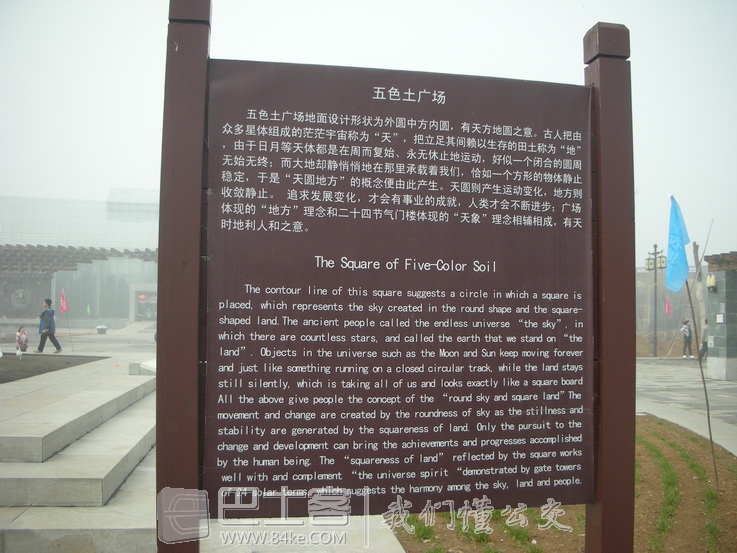 五色土广场
五色土广场地面设计形状为外圆中方内圆，有天方地圆之意。古人把由
众多星体组成的茫茫宇宙称为“天”，把立足其间赖以生存的田土称为“地”
，由于日月等天体都是在周而复始、永无休止地运动，好似一个闭合的圆周
无始无终；而大地却静悄悄地在那里承载着我们，恰如一个方形的物体静止
稳定，于是“天圆地方”的概念便由此产生。天圆则产生运动变化，地方则
收敛静止。 追求发展变化，才会有事业的成就，人类才会不断进步；广场
体现的“地方”理念和二十四节气门楼体现的“天象”理念相辅相成，有天
时地利人和之意。
The Square of Five-Color Soil
The contour line of this square suggests a circle in which a square is
placed, which represents the sky created in the round shape and the square-
shaped land.The ancient people called the endless universe “the sky”. in
which there are countless stars, and called the earth that we stand on “the
land”. Objects in the universe such as the Moon and Sun keep moving forever
and just like something running on a closed circular track, while the land stays
still silently, which is taking all of us and looks exactly like a square board
All the above give people the concept of the “round sky and square land”The
movement and change are created by the roundness of sky as the stillness and
stability are generated by the squareness of land. Only the pursuit to the
change and development can bring the achievements and progresses accomplished
by the human being. The “squareness of land” reflected by the square works
well with and complement “the universe spirit “demonstrated by gate towers
of 24 solar terms, which suggests the harmony among the sky, land and people.
巴士客 我们懂公交
www.84ke.com